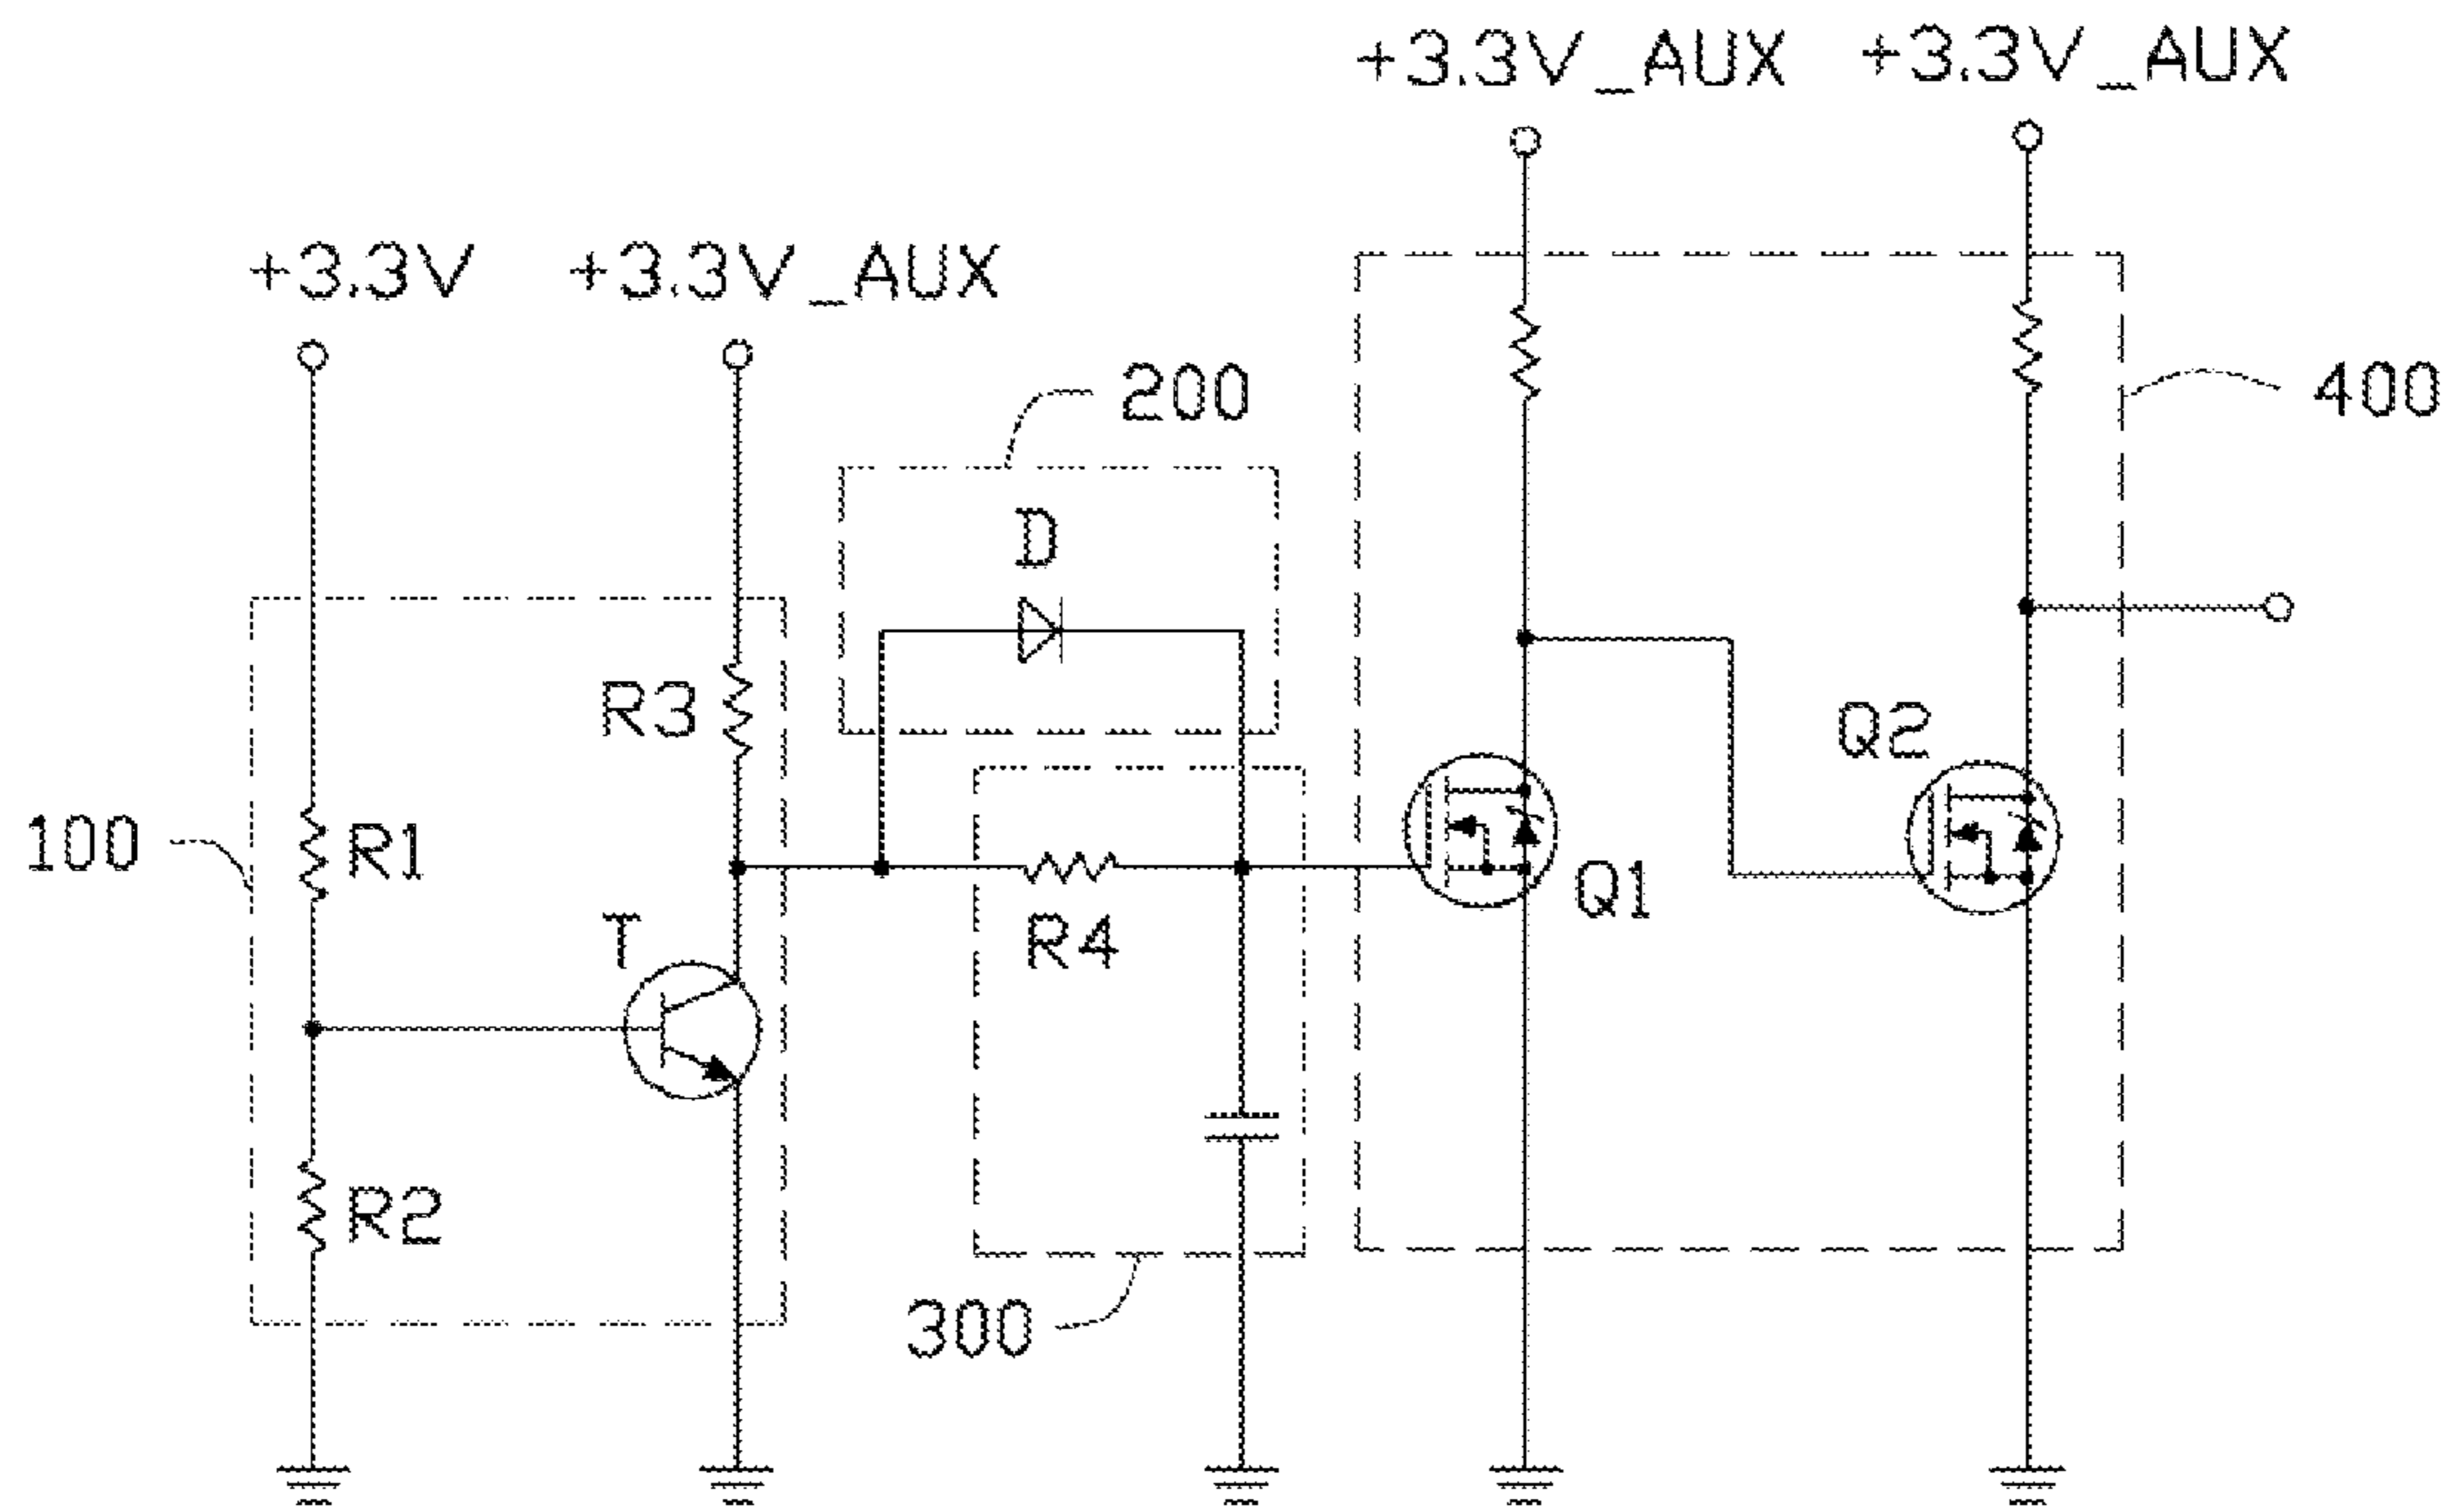 +3.3V_AUX +3.3V_AUX
+3.3V +3.3V_AUX
200
400
D
R3
Q2
100
R1
Q1
T
R4
R2
300